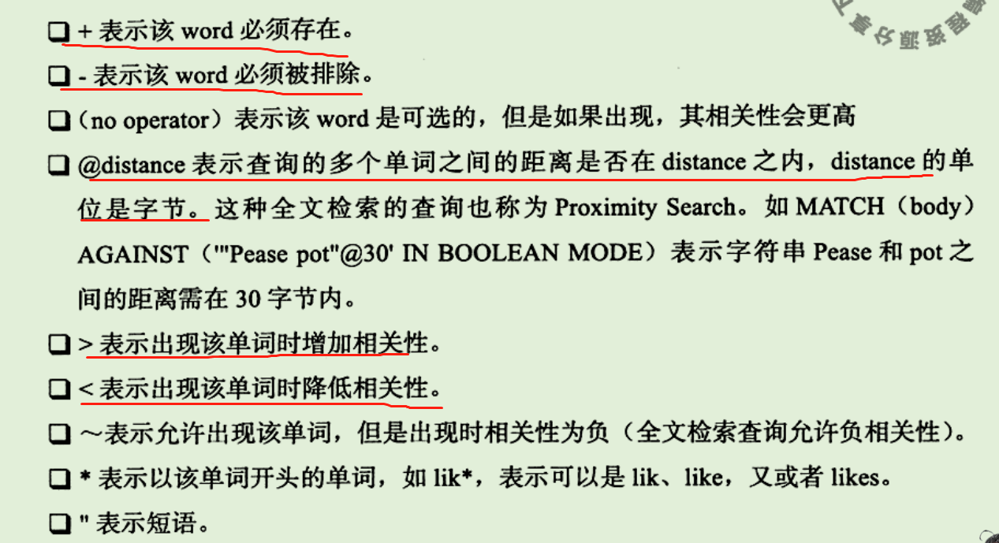 ❑ + 表示该 word 必须存在。
❑ - 表示该 word 必须被排除。
❑（no operator）表示该 word 是可选的，但是如果出现，其相关性会更高
❑ @distance 表示查询的多个单词之间的距离是否在 distance 之内，distance 的单
位是字节。这种全文检索的查询也称为 Proximity Search。如 MATCH（body）
AGAINST（'"Pease pot"@30' IN BOOLEAN MODE）表示字符串 Pease 和 pot 之
间的距离需在 30 字节内。
❑ > 表示出现该单词时增加相关性。
❑ < 表示出现该单词时降低相关性。
❑ ～表示允许出现该单词，但是出现时相关性为负（全文检索查询允许负相关性）。
❑ * 表示以该单词开头的单词，如 lik*，表示可以是 lik、like，又或者 likes。
❑ " 表示短语。
程资源分享